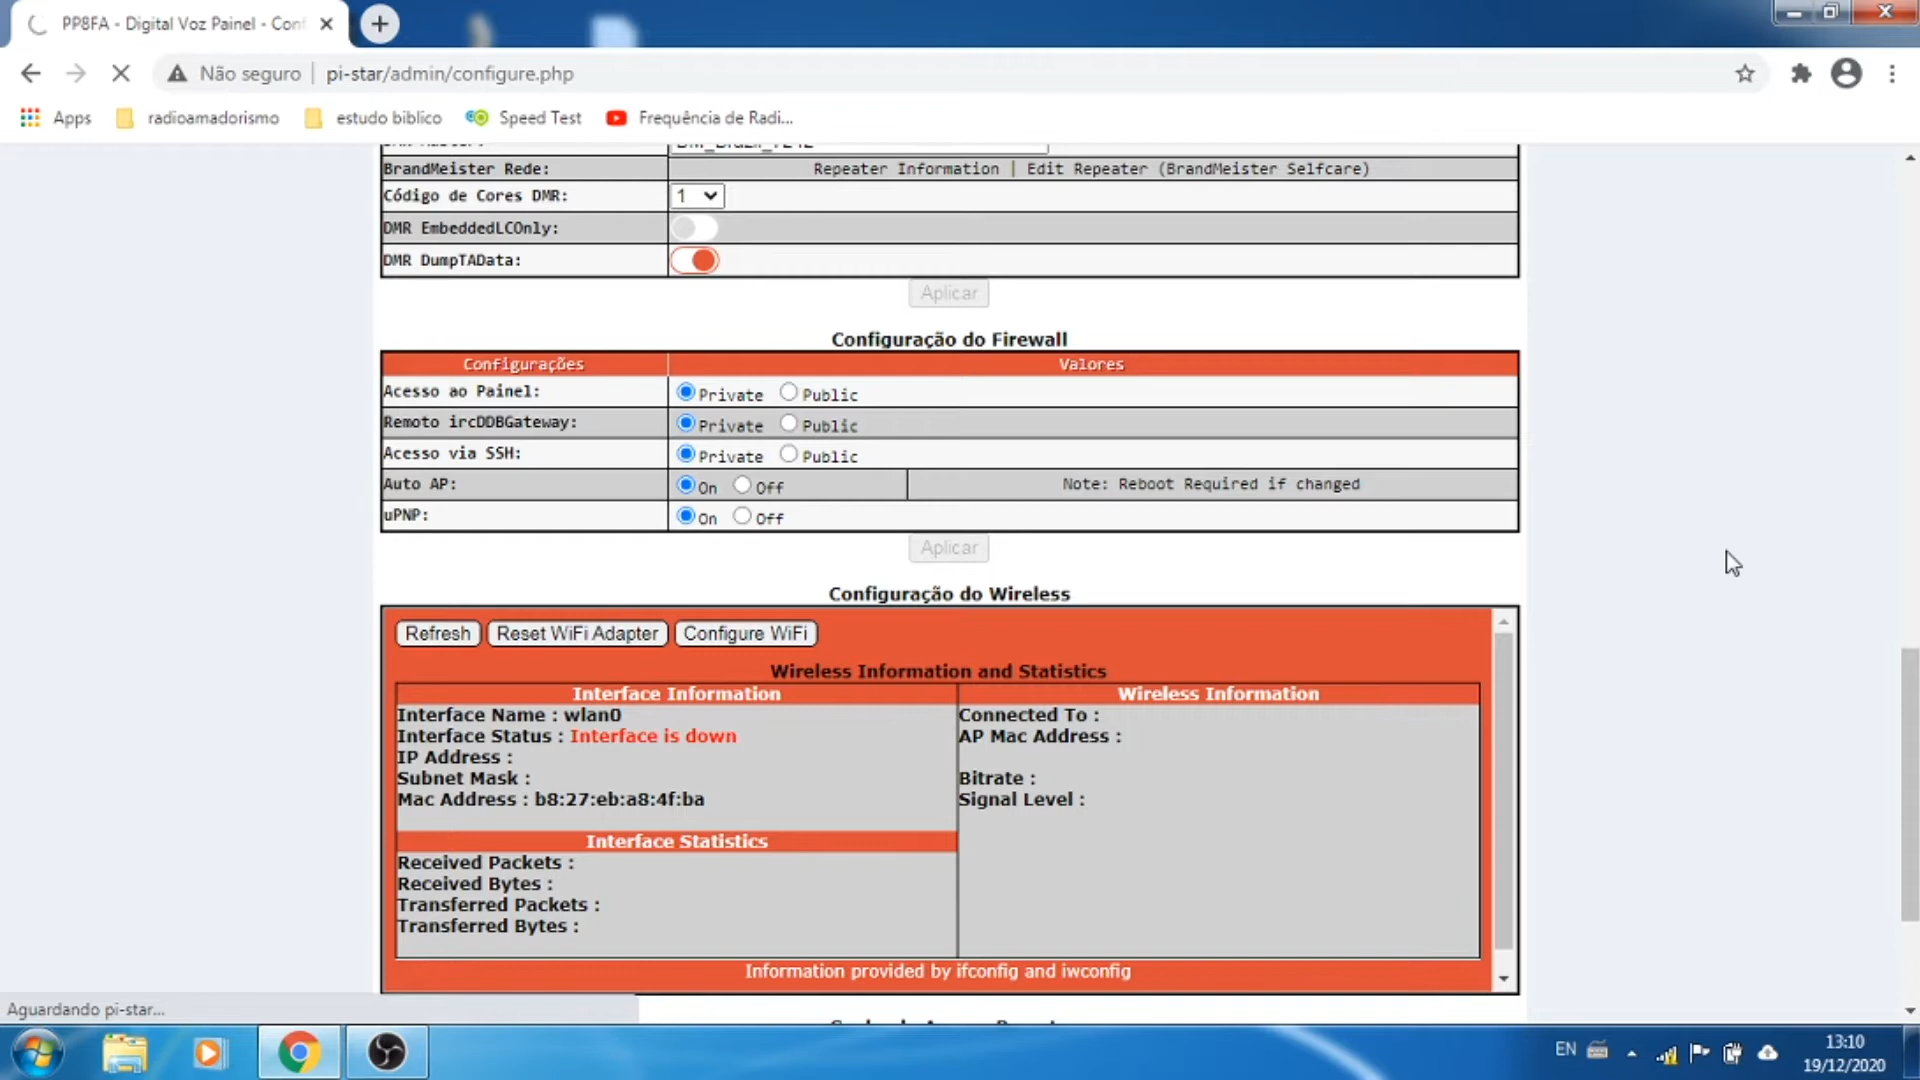 PP8FA - Digital Voz Painel - Con
Não seguro
pi-star/admin/configure.php
Apps
radioamadorismo
estudo biblico
Speed Test
Frequência de Radi...
BrandMeister Rede:
Repeater Information | Edit Repeater (BrandMeister Selfcare)
Código de Cores DMR:
1
DMR EmbeddedLCOnly:
DMR DumpTAData:
Aplicar
Configuração do Firewall
Configurações
Valores
Acesso ao Painel:
Private Public
Remoto ircDDBGateway:
Private Public
Acesso via SSH:
Private Public
Auto AP:
On Off
Note: Reboot Required if changed
uPNP:
On Off
Aplicar
Configuração do Wireless
Refresh
Reset WiFi Adapter
Configure WiFi
Wireless Information and Statistics
Interface Information
Interface Name : wlan0
Interface Status : Interface is down
IP Address :
Subnet Mask :
Mac Address : b8:27:eb:a8:4f:ba
Interface Statistics
Received Packets :
Received Bytes :
Transferred Packets :
Transferred Bytes :
Wireless Information
Connected To :
AP Mac Address :
Bitrate :
Signal Level :
Information provided by ifconfig and iwconfig
Aguardando pi-star...
EN
13:10
19/12/2020